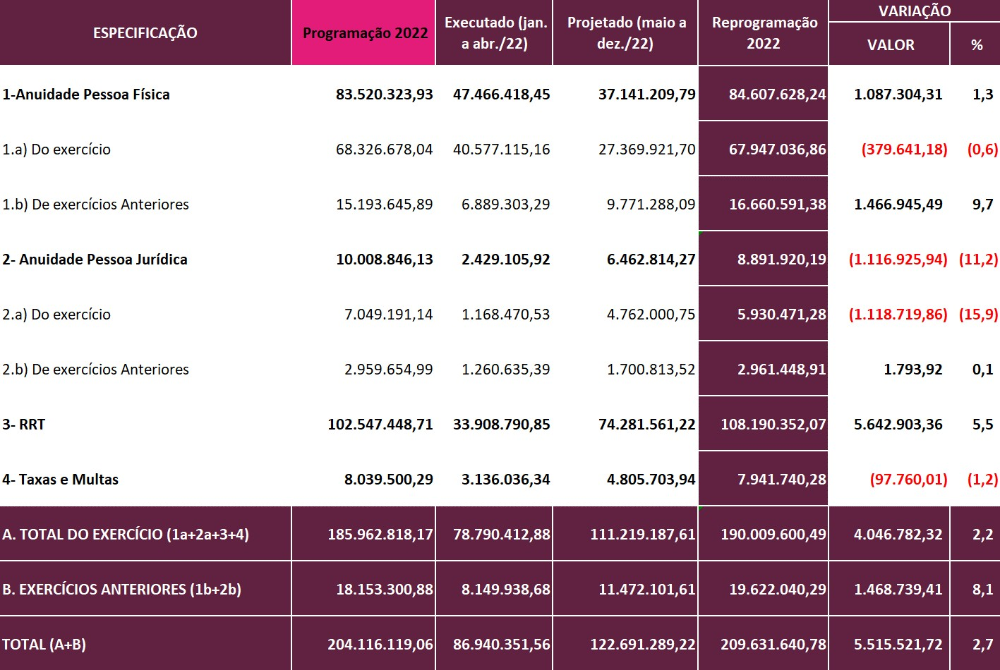 ESPECIFICAÇÃO Programação 2022 Executado (jan. a abr./22) Projetado (maio a dez./22) Reprogramação 2022 VARIAÇÃO VALOR %
1-Anuidade Pessoa Física 83.520.323,93 47.466.418,45 37.141.209,79 84.607.628,24 1.087.304,31 1,3
1.a) Do exercício 68.326.678,04 40.577.115,16 27.369.921,70 67.947.036,86 (379.641,18) (0,6)
1.b) De exercícios Anteriores 15.193.645,89 6.889.303,29 9.771.288,09 16.660.591,38 1.466.945,49 9,7
2- Anuidade Pessoa Jurídica 10.008.846,13 2.429.105,92 6.462.814,27 8.891.920,19 (1.116.925,94) (11,2)
2.a) Do exercício 7.049.191,14 1.168.470,53 4.762.000,75 5.930.471,28 (1.118.719,86) (15,9)
2.b) De exercícios Anteriores 2.959.654,99 1.260.635,39 1.700.813,52 2.961.448,91 1.793,92 0,1
3- RRT 102.547.448,71 33.908.790,85 74.281.561,22 108.190.352,07 5.642.903,36 5,5
4- Taxas e Multas 8.039.500,29 3.136.036,34 4.805.703,94 7.941.740,28 (97.760,01) (1,2)
A. TOTAL DO EXERCÍCIO (1a+2a+3+4) 185.962.818,17 78.790.412,88 111.219.187,61 190.009.600,49 4.046.782,32 2,2
B. EXERCÍCIOS ANTERIORES (1b+2b) 18.153.300,88 8.149.938,68 11.472.101,61 19.622.040,29 1.468.739,41 8,1
TOTAL (A+B) 204.116.119,06 86.940.351,56 122.691.289,22 209.631.640,78 5.515.521,72 2,7